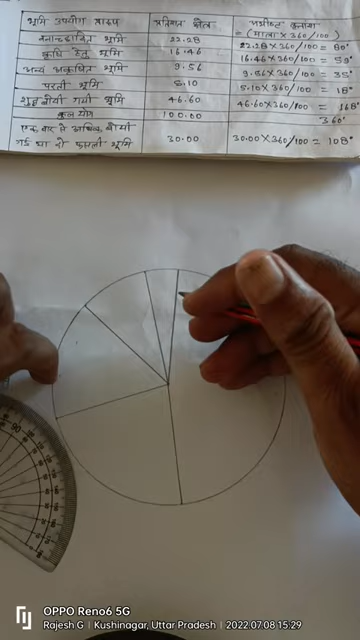 भूमि उपयोग प्रारूप प्रतिशत क्षेत्र
= (मात्रा × 360/100)
भूमि 22.28 22.28 × 360/100 = 80°
कृषि हेतु भूमि 16.46 16.46 × 360/100 = 59°
अन्य अकृषित भूमि 9.56 9.56 × 360/100 = 35°
परती भूमि 5.10 5.10 × 360/100 = 18°
शुद्ध बोयी गयी भूमि 46.60 46.60 × 360/100 = 168°
कुल योग 100.00 360°
एक बार से अधिक बोयी
गई या दो फसली भूमि 30.00 30.00 × 360/100 = 108°
90
OPPO Reno6 5G
Rajesh.G | Kushinagar, Uttar Pradesh | 2022.07.08 15:29